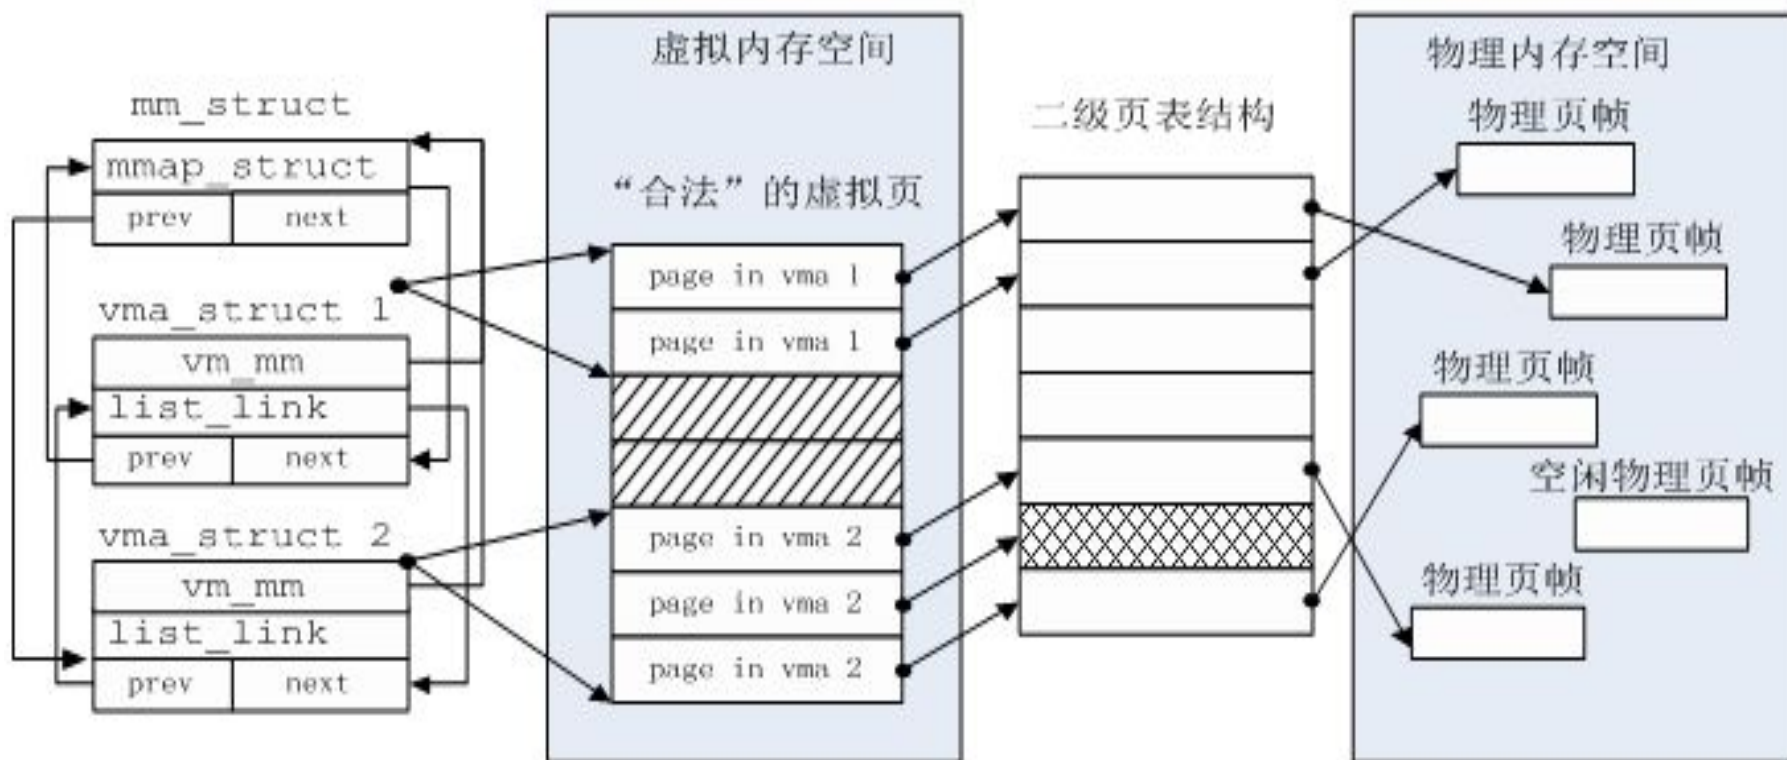 mm_struct
mmap_struct
prev
next
vma_struct 1
vm_mm
list_link
prev
next
vma_struct 2
vm_mm
list_link
prev
next
虚拟内存空间
“合法”的虚拟页
page in vma 1
page in vma 1
page in vma 2
page in vma 2
page in vma 2
二级页表结构
物理内存空间
物理页帧
物理页帧
物理页帧
空闲物理页帧
物理页帧